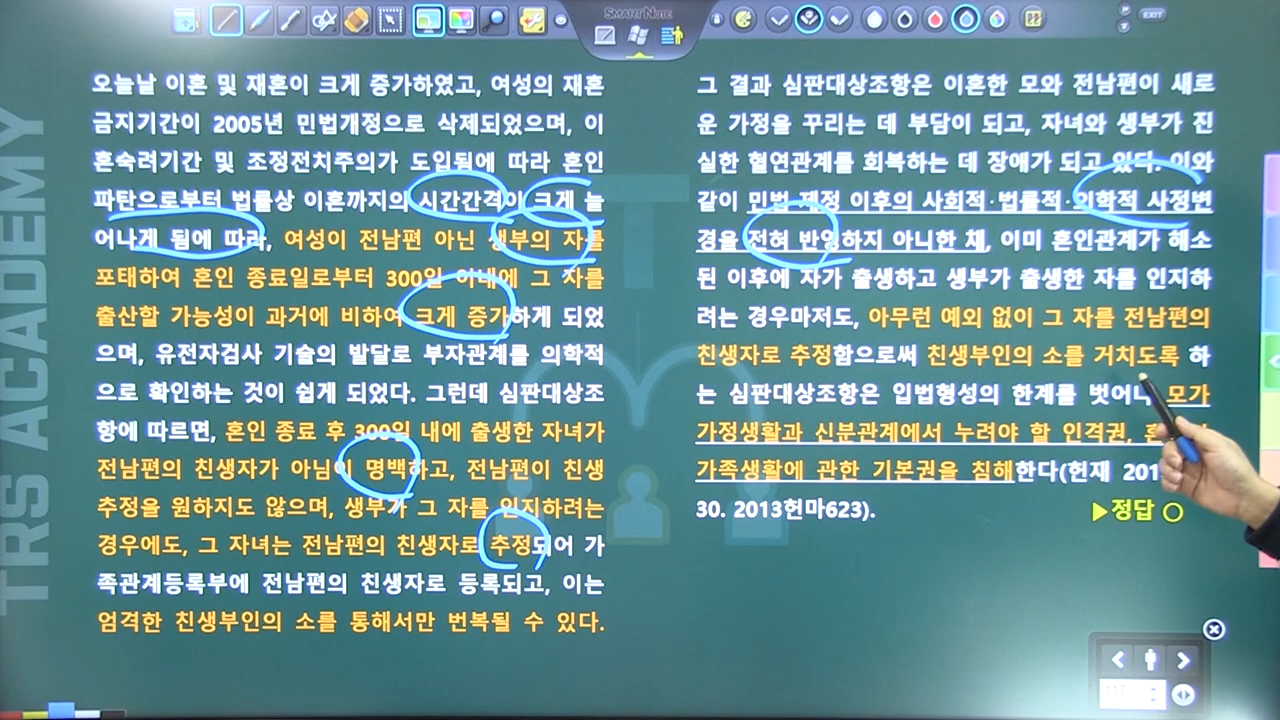 SMARTNOTE
EXIT
오늘날 이혼 및 재혼이 크게 증가하였고, 여성의 재혼
금지기간이 2005년 민법개정으로 삭제되었으며, 이
혼숙려기간 및 조정전치주의가 도입됨에 따라 혼인
파탄으로부터 법률상 이혼까지의 시간간격이 크게 늘
어나게 됨에 따라, 여성이 전남편 아닌 생부의 자를
포태하여 혼인 종료일로부터 300일 이내에 그 자를
출산할 가능성이 과거에 비하여 크게 증가하게 되었
으며, 유전자검사 기술의 발달로 부자관계를 의학적
으로 확인하는 것이 쉽게 되었다. 그런데 심판대상조
항에 따르면, 혼인 종료 후 300일 내에 출생한 자녀가
전남편의 친생자가 아님이 명백하고, 전남편이 친생
추정을 원하지도 않으며, 생부가 그 자를 인지하려는
경우에도, 그 자녀는 전남편의 친생자로 추정되어 가
족관계등록부에 전남편의 친생자로 등록되고, 이는
엄격한 친생부인의 소를 통해서만 번복될 수 있다.
그 결과 심판대상조항은 이혼한 모와 전남편이 새로
운 가정을 꾸리는 데 부담이 되고, 자녀와 생부가 진
실한 혈연관계를 회복하는 데 장애가 되고 있다. 이와
같이 민법 제정 이후의 사회적·법률적·의학적 사정변
경을 전혀 반영하지 아니한 채, 이미 혼인관계가 해소
된 이후에 자가 출생하고 생부가 출생한 자를 인지하
려는 경우마저도, 아무런 예외 없이 그 자를 전남편의
친생자로 추정함으로써 친생부인의 소를 거치도록 하
는 심판대상조항은 입법형성의 한계를 벗어나 모가
가정생활과 신분관계에서 누려야 할 인격권,
가족생활에 관한 기본권을 침해한다(헌재
30. 2013헌마623).
▶정답 ○
TRS ACADEMY
117